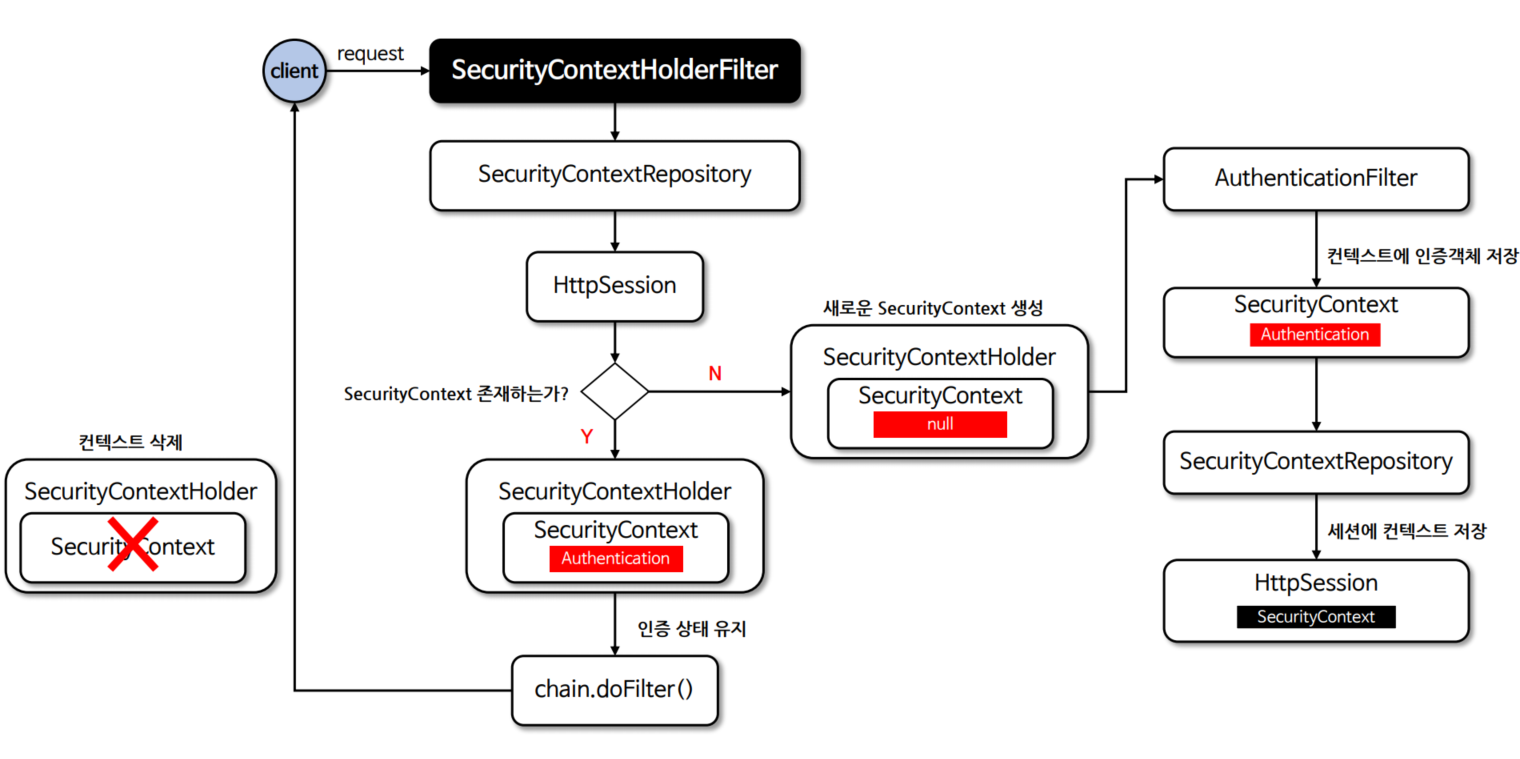 client
request
SecurityContextHolderFilter
SecurityContextRepository
HttpSession
SecurityContext 존재하는가?
N
Y
새로운 SecurityContext 생성
SecurityContextHolder
SecurityContext
null
SecurityContextHolder
SecurityContext
Authentication
인증 상태 유지
chain.doFilter()
컨텍스트 삭제
SecurityContextHolder
SecurityContext
AuthenticationFilter
컨텍스트에 인증객체 저장
SecurityContext
Authentication
SecurityContextRepository
세션에 컨텍스트 저장
HttpSession
SecurityContext